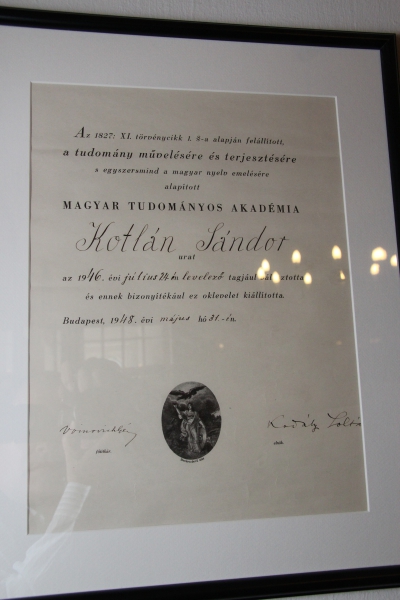 Az 1827: XI. törvénycikk 1. §-a alapján felállított,
a tudomány művelésére és terjesztésére
s egyszersmind a magyar nyelv emelésére
alapított
MAGYAR TUDOMÁNYOS AKADÉMIA
Kotlán Sándor
urat
az 1946. évi július 24-én levelező tagjául választotta
és ennek bizonyítékául ez oklevelet kiállította.
Budapest, 1948. évi május hó 31.-én.
Kodály Zoltán
titkár
elnök